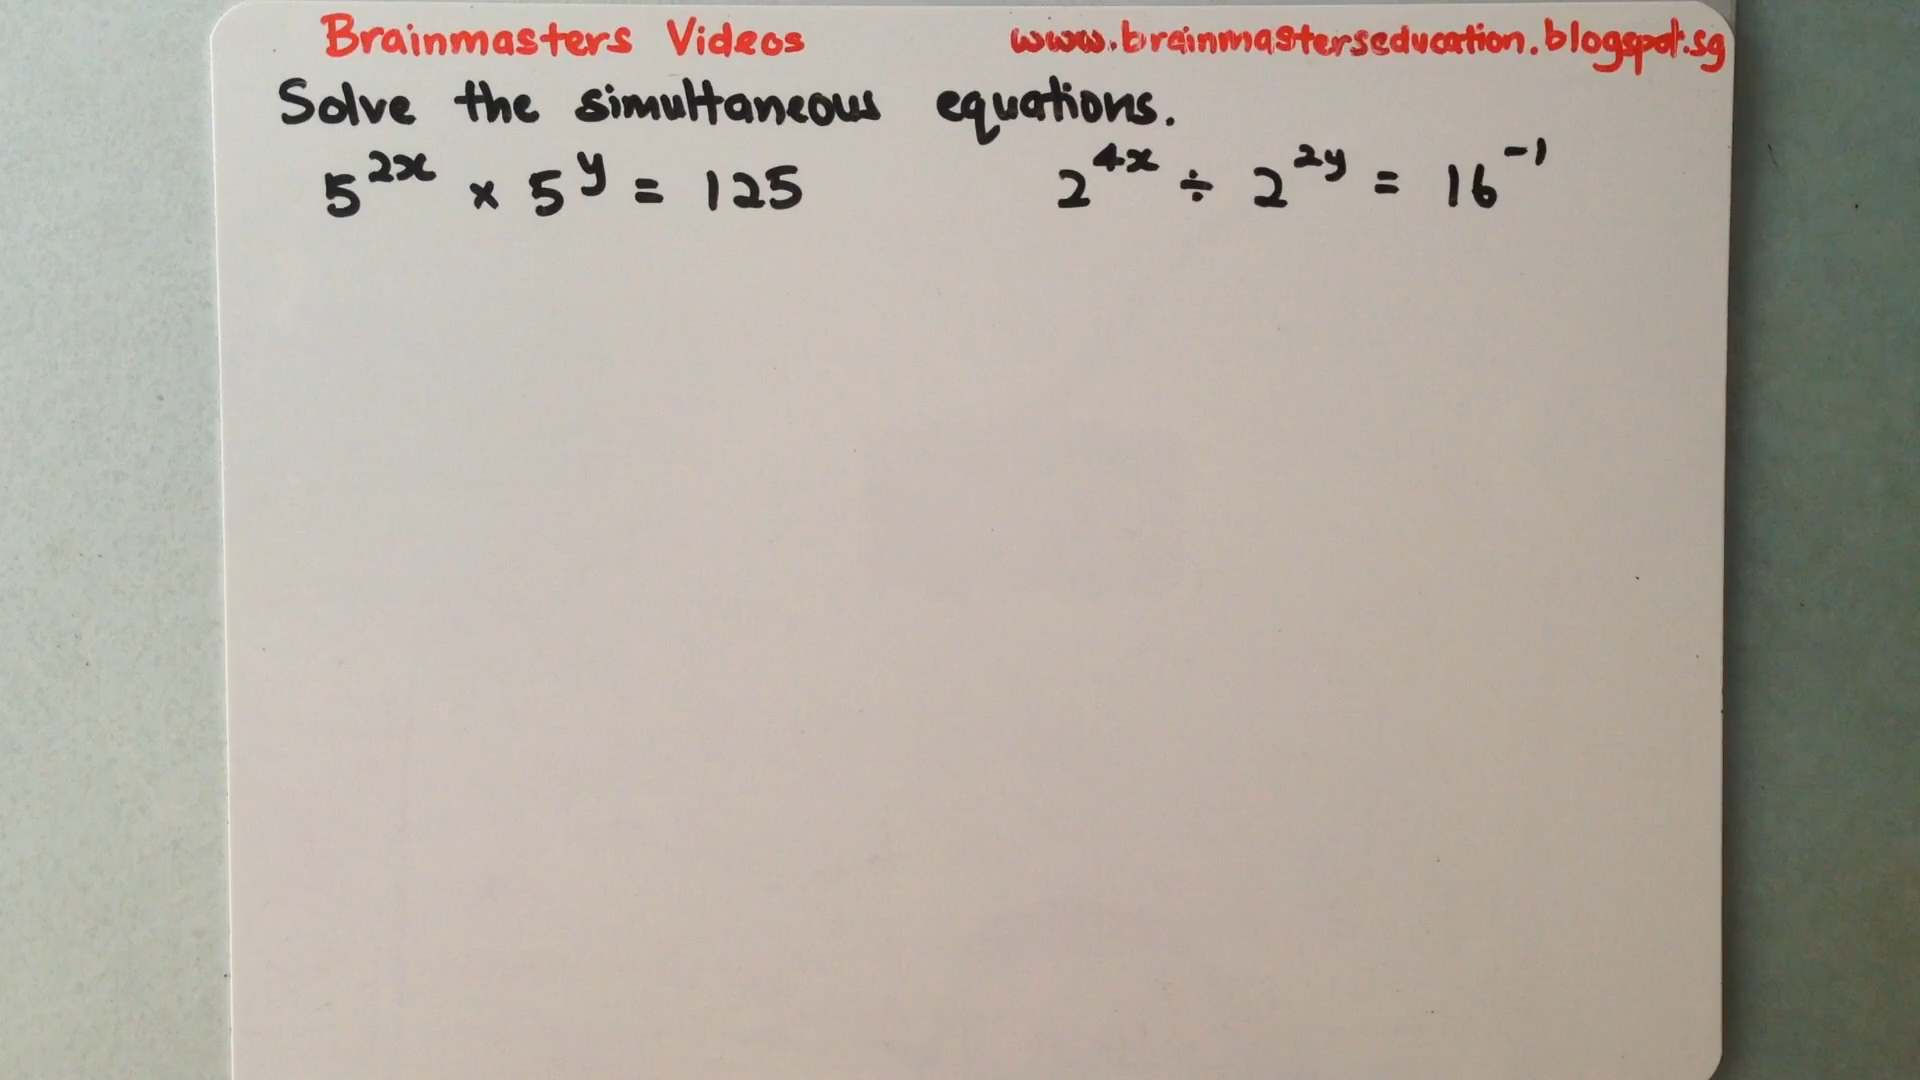 Brainmasters Videos www.brainmasterseducation.blogspot.sg
Solve the simultaneous equations.
5^{2x} × 5^{y} = 125 2^{4x} ÷ 2^{2y} = 16^{-1}